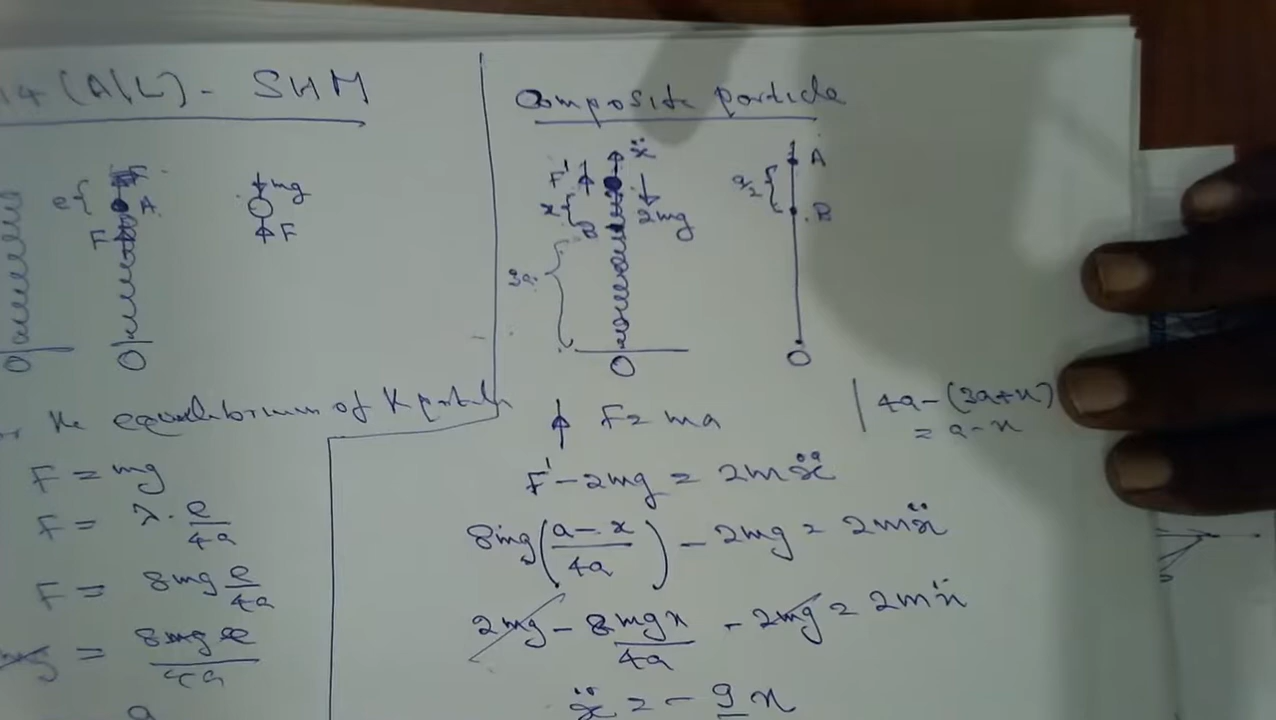 14 (A/L) - SHM
e
F
A
O
O
mg
F
the equilibrium of K particle
F = mg
F = λ. e/4a
F = 8mg e/4a
= 8mg e/4a
a
Composite particle
F'
ẍ
x
B
2mg
3a
O
a/2
A
B
O
↑ F = ma
4a-(3a+x)
= a-x
F' - 2mg = 2mẍ
8mg(a-x/4a) - 2mg = 2mẍ
2mg - 8mgx/4a - 2mg = 2mẍ
ẍ = - g x